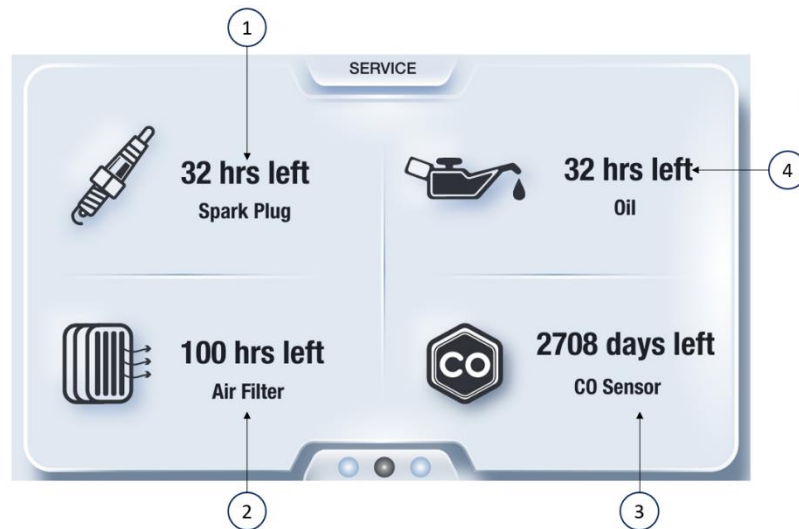 1
SERVICE
32 hrs left
Spark Plug
32 hrs left
Oil
4
100 hrs left
Air Filter
CO
2708 days left
CO Sensor
2
3